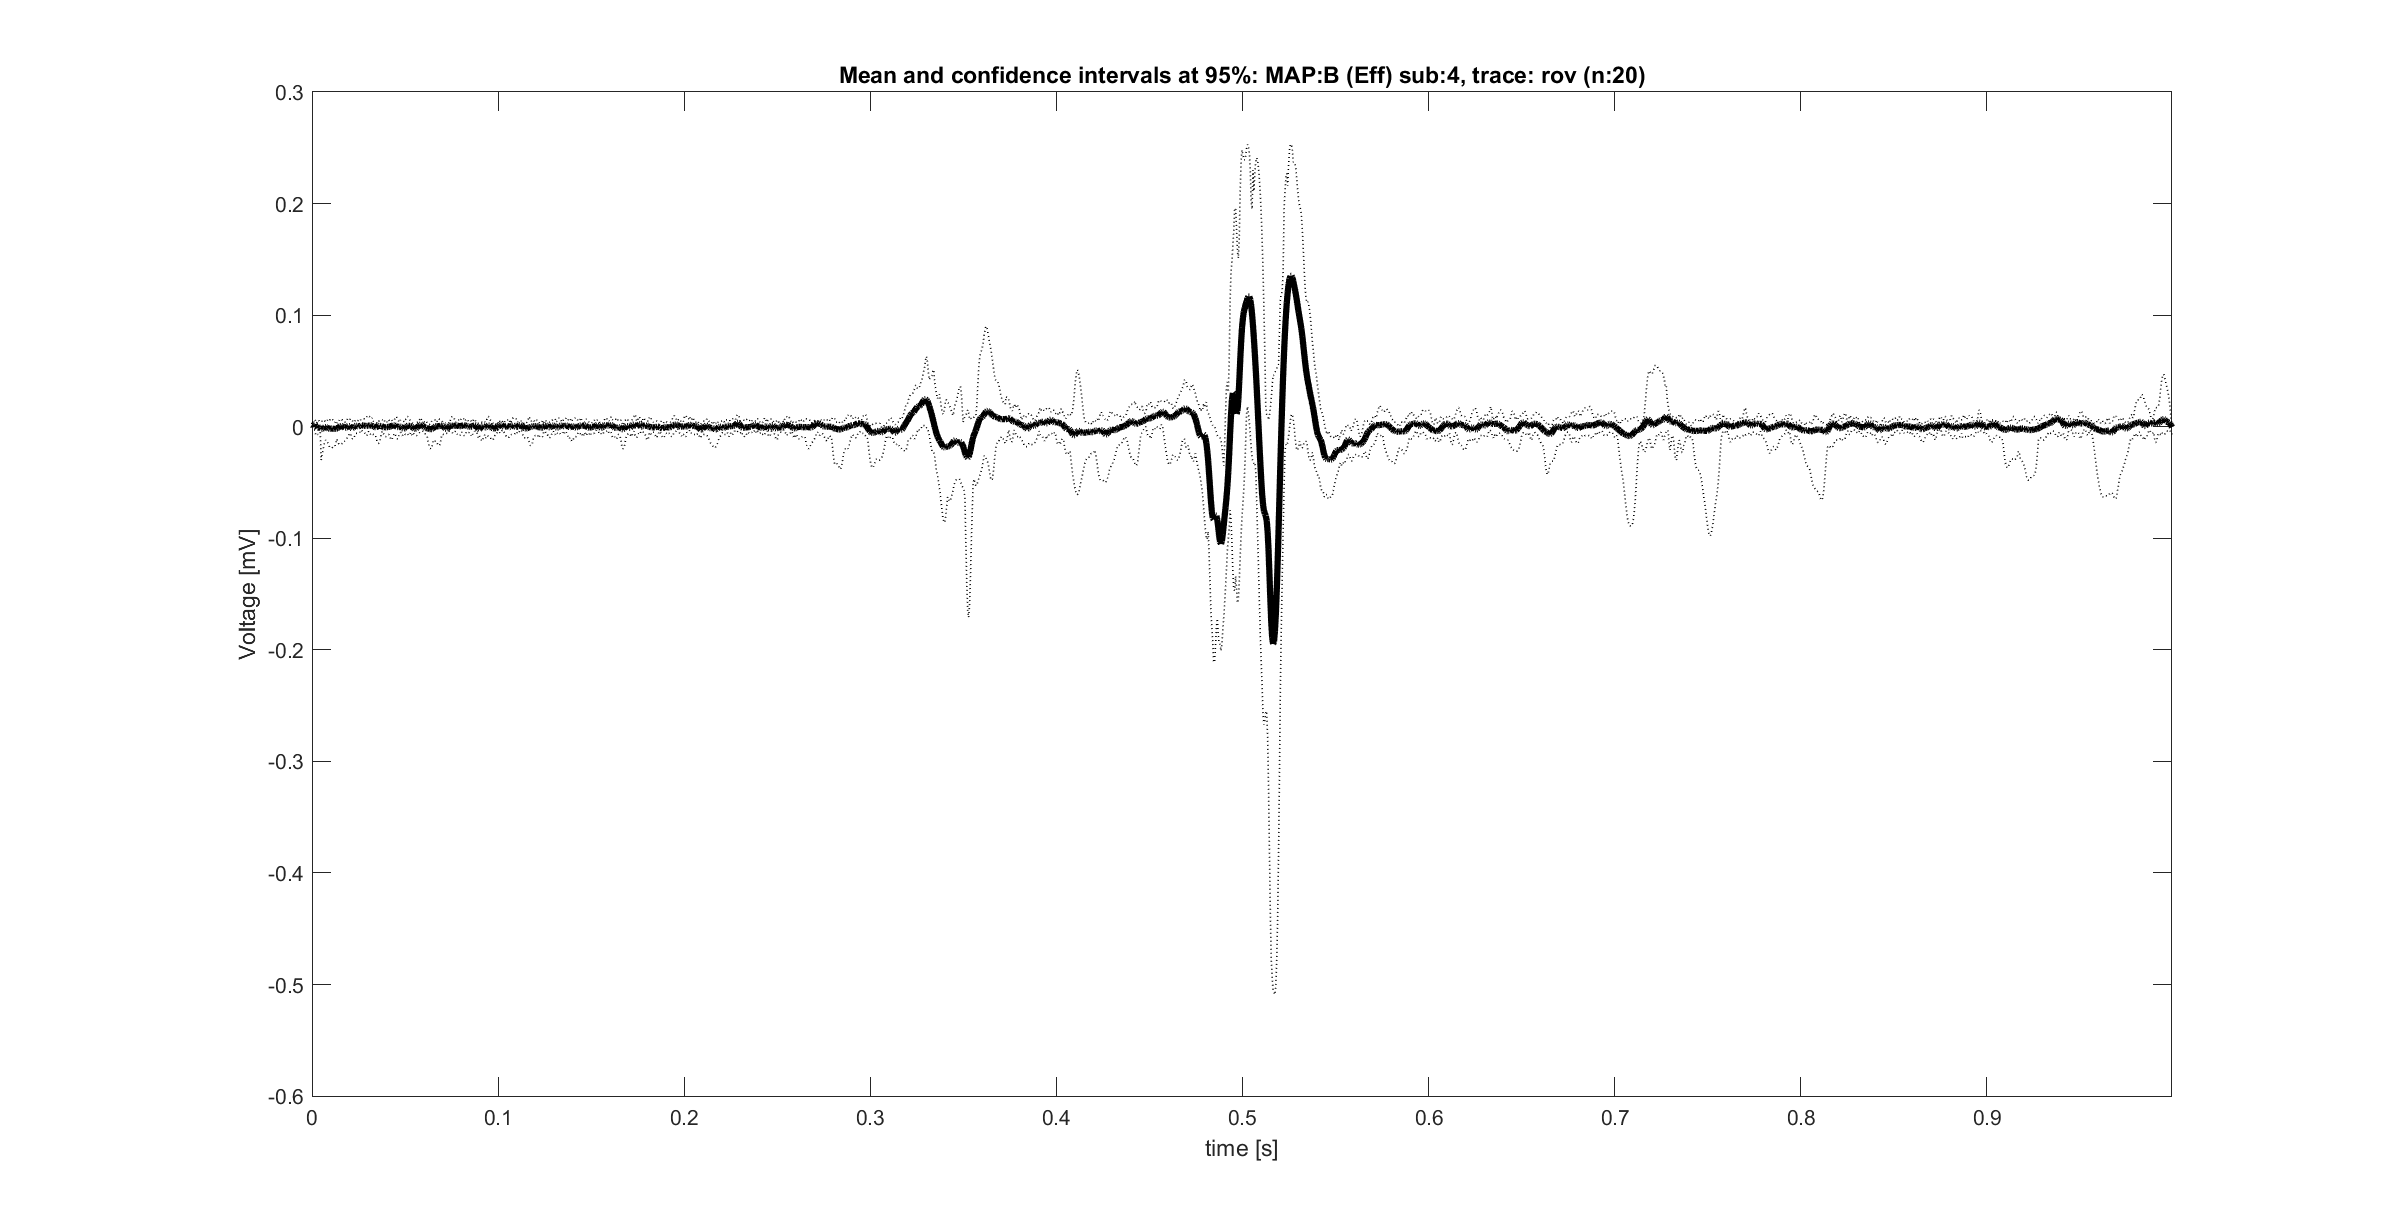 Mean and confidence intervals at 95%: MAP:B (Eff) sub:4, trace: rov (n:20)
0.3
0.2
0.1
0
-0.1
-0.2
-0.3
-0.4
-0.5
-0.6
Voltage [mV]
0 0.1 0.2 0.3 0.4 0.5 0.6 0.7 0.8 0.9
time [s]